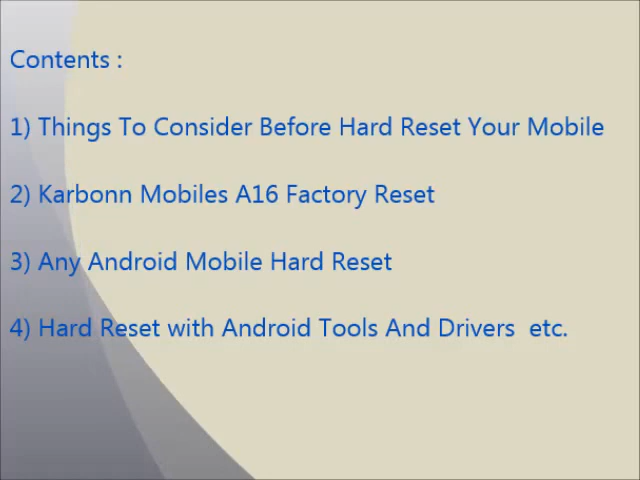 Contents :
1) Things To Consider Before Hard Reset Your Mobile
2) Karbonn Mobiles A16 Factory Reset
3) Any Android Mobile Hard Reset
4) Hard Reset with Android Tools And Drivers  etc.